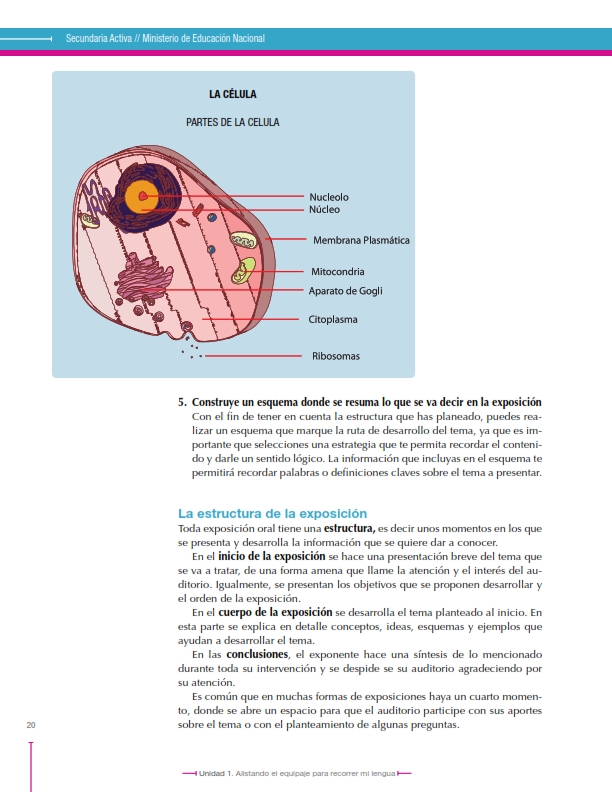 Secundaria Activa // Ministerio de Educación Nacional
LA CÉLULA
PARTES DE LA CELULA
Nucleolo
Núcleo
Membrana Plasmática
Mitocondria
Aparato de Gogli
Citoplasma
Ribosomas
5. Construye un esquema donde se resuma lo que se va decir en la exposición
Con el fin de tener en cuenta la estructura que has planeado, puedes rea-
lizar un esquema que marque la ruta de desarrollo del tema, ya que es im-
portante que selecciones una estrategia que te permita recordar el conteni-
do y darle un sentido lógico. La información que incluyas en el esquema te
permitirá recordar palabras o definiciones claves sobre el tema a presentar.
La estructura de la exposición
Toda exposición oral tiene una estructura, es decir unos momentos en los que
se presenta y desarrolla la información que se quiere dar a conocer.
En el inicio de la exposición se hace una presentación breve del tema que
se va a tratar, de una forma amena que llame la atención y el interés del au-
ditorio. Igualmente, se presentan los objetivos que se proponen desarrollar y
el orden de la exposición.
En el cuerpo de la exposición se desarrolla el tema planteado al inicio. En
esta parte se explica en detalle conceptos, ideas, esquemas y ejemplos que
ayudan a desarrollar el tema.
En las conclusiones, el exponente hace una síntesis de lo mencionado
durante toda su intervención y se despide se su auditorio agradeciendo por
su atención.
Es común que en muchas formas de exposiciones haya un cuarto momen-
to, donde se abre un espacio para que el auditorio participe con sus aportes
sobre el tema o con el planteamiento de algunas preguntas.
20
Unidad 1. Alistando el equipaje para recorrer mi lengua